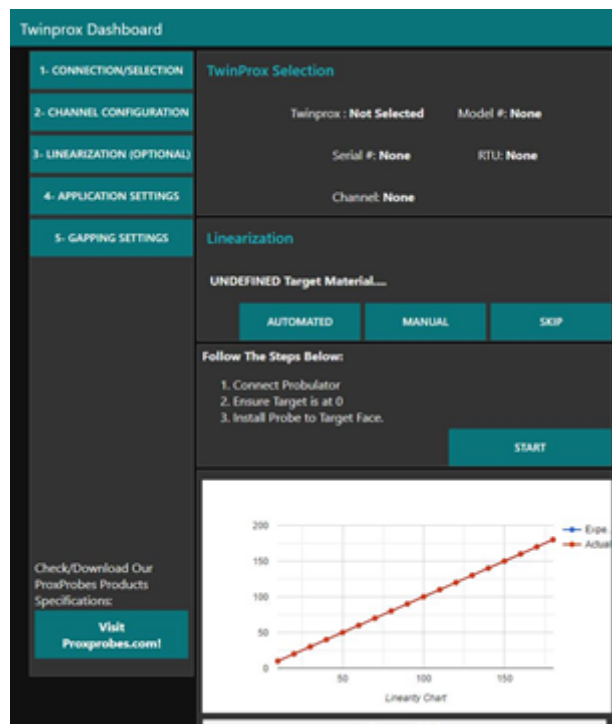 Twinprox Dashboard
1- CONNECTION/SELECTION
2- CHANNEL CONFIGURATION
3- LINEARIZATION (OPTIONAL)
4- APPLICATION SETTINGS
5- GAPPING SETTINGS
Check/Download Our
ProxProbes Products
Specifications:
Visit
Proxprobes.com!
TwinProx Selection
Twinprox : Not Selected Model #: None
Serial #: None RTU: None
Channel: None
Linearization
UNDEFINED Target Material....
AUTOMATED MANUAL SKIP
Follow The Steps Below:
1. Connect Probulator
2. Ensure Target is at 0
3. Install Probe to Target Face.
START
200
150
100
50
0
50 100 150
Linearity Chart
Expe...
Actual